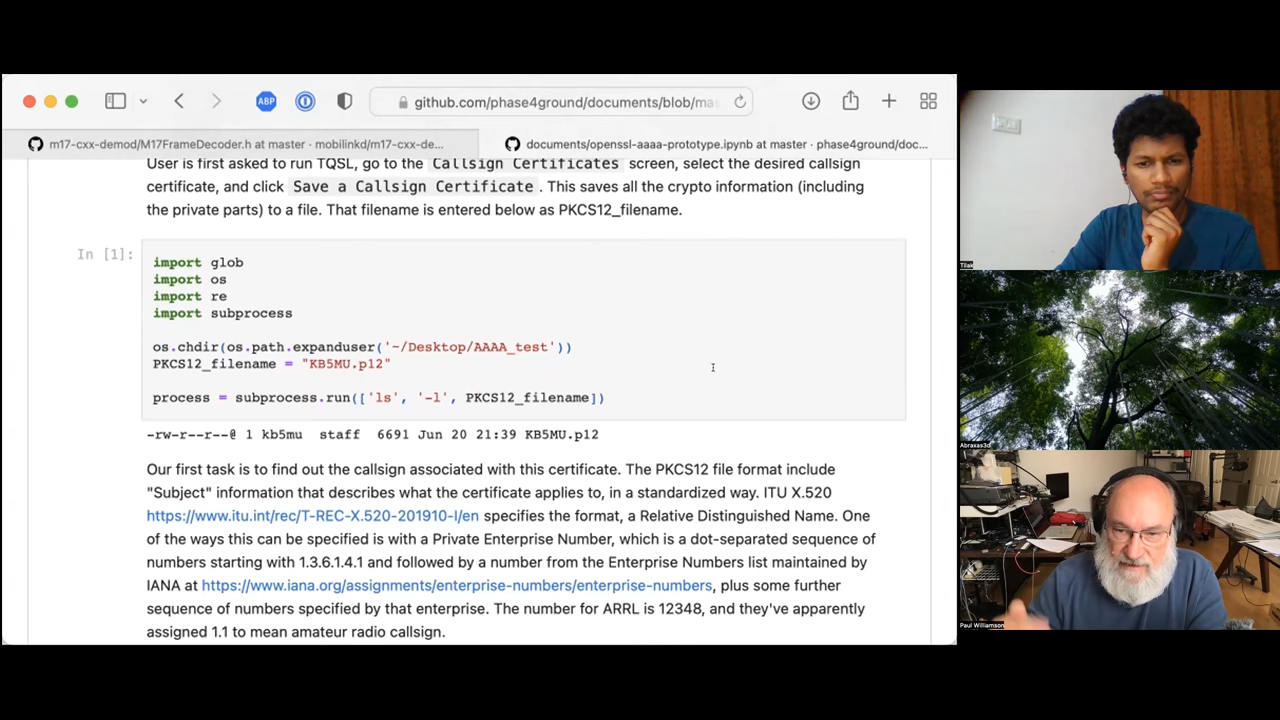 ABP
github.com/phase4ground/documents/blob/ma
m17-cxx-demod/M17FrameDecoder.h at master · mobilinkd/m17-cxx-de...
documents/openssl-aaaa-prototype.ipynb at master · phase4ground/doc...
User is first asked to run TQSL, go to the Callsign Certificates screen, select the desired callsign
certificate, and click Save a Callsign Certificate . This saves all the crypto information (including
the private parts) to a file. That filename is entered below as PKCS12_filename.
In [1]:
import glob
import os
import re
import subprocess
os.chdir(os.path.expanduser('~/Desktop/AAAA_test'))
PKCS12_filename = "KB5MU.p12"
process = subprocess.run(['ls', '-l', PKCS12_filename])
-rw-r--r--@ 1 kb5mu staff 6691 Jun 20 21:39 KB5MU.p12
Our first task is to find out the callsign associated with this certificate. The PKCS12 file format include
"Subject" information that describes what the certificate applies to, in a standardized way. ITU X.520
https://www.itu.int/rec/T-REC-X.520-201910-I/en specifies the format, a Relative Distinguished Name. One
of the ways this can be specified is with a Private Enterprise Number, which is a dot-separated sequence of
numbers starting with 1.3.6.1.4.1 and followed by a number from the Enterprise Numbers list maintained by
IANA at https://www.iana.org/assignments/enterprise-numbers/enterprise-numbers, plus some further
sequence of numbers specified by that enterprise. The number for ARRL is 12348, and they've apparently
assigned 1.1 to mean amateur radio callsign.
Tilak
Abraxas3d
Paul Williamson